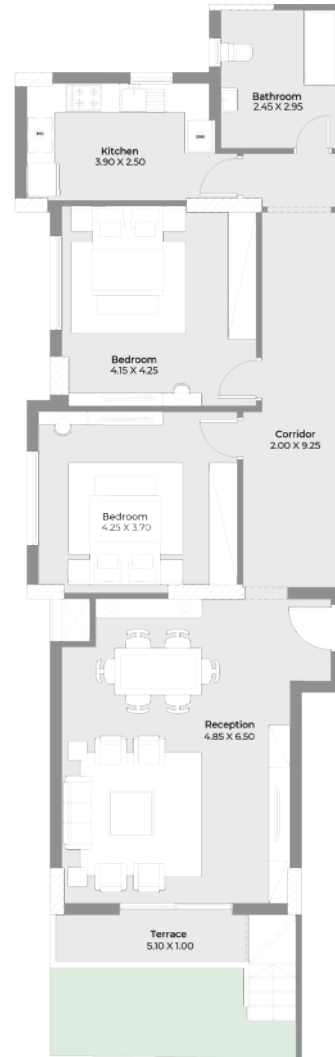 Bathroom
2.45 X 2.95
Kitchen
3.90 X 2.50
Bedroom
4.15 X 4.25
Corridor
2.00 X 9.25
Bedroom
4.25 X 3.70
Reception
4.85 X 6.50
Terrace
5.10 X 1.00